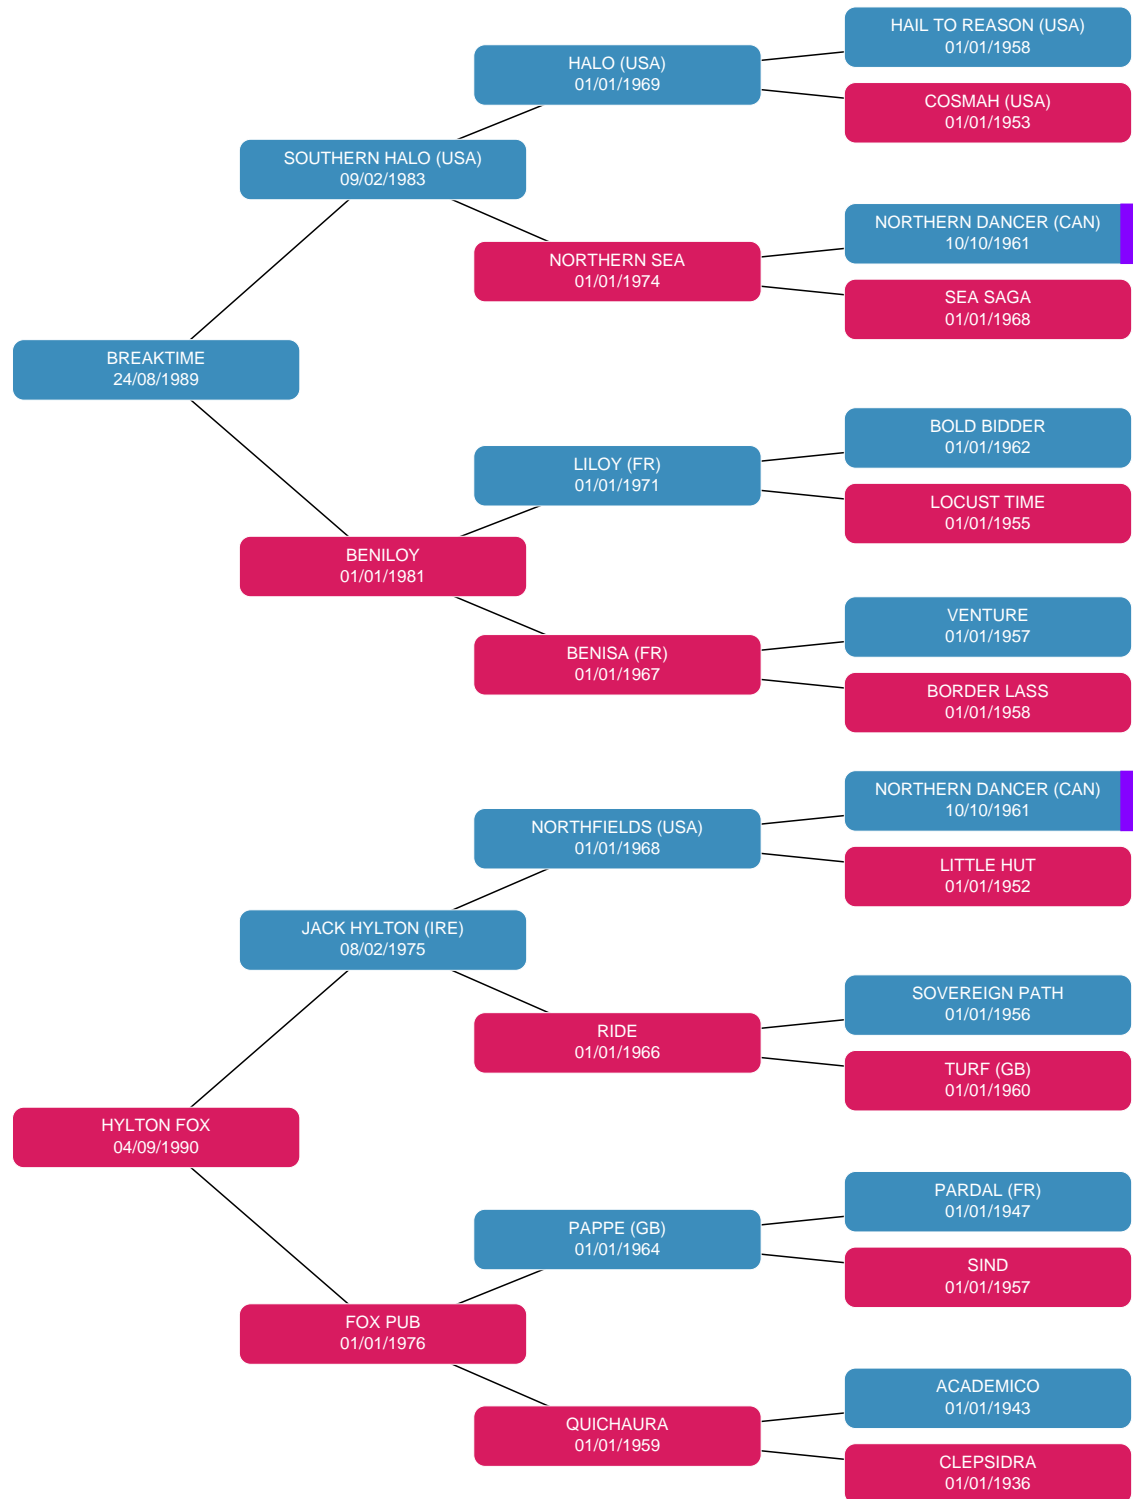 HAIL TO REASON (USA)
01/01/1958
HALO (USA)
01/01/1969
COSMAH (USA)
01/01/1953
SOUTHERN HALO (USA)
09/02/1983
NORTHERN DANCER (CAN)
10/10/1961
NORTHERN SEA
01/01/1974
SEA SAGA
01/01/1968
BREAKTIME
24/08/1989
BOLD BIDDER
01/01/1962
LILOY (FR)
01/01/1971
LOCUST TIME
01/01/1955
BENILOY
01/01/1981
VENTURE
01/01/1957
BENISA (FR)
01/01/1967
BORDER LASS
01/01/1958
NORTHERN DANCER (CAN)
10/10/1961
NORTHFIELDS (USA)
01/01/1968
LITTLE HUT
01/01/1952
JACK HYLTON (IRE)
08/02/1975
SOVEREIGN PATH
01/01/1956
RIDE
01/01/1966
TURF (GB)
01/01/1960
HYLTON FOX
04/09/1990
PARDAL (FR)
01/01/1947
PAPPE (GB)
01/01/1964
SIND
01/01/1957
FOX PUB
01/01/1976
ACADEMICO
01/01/1943
QUICHAURA
01/01/1959
CLEPSIDRA
01/01/1936